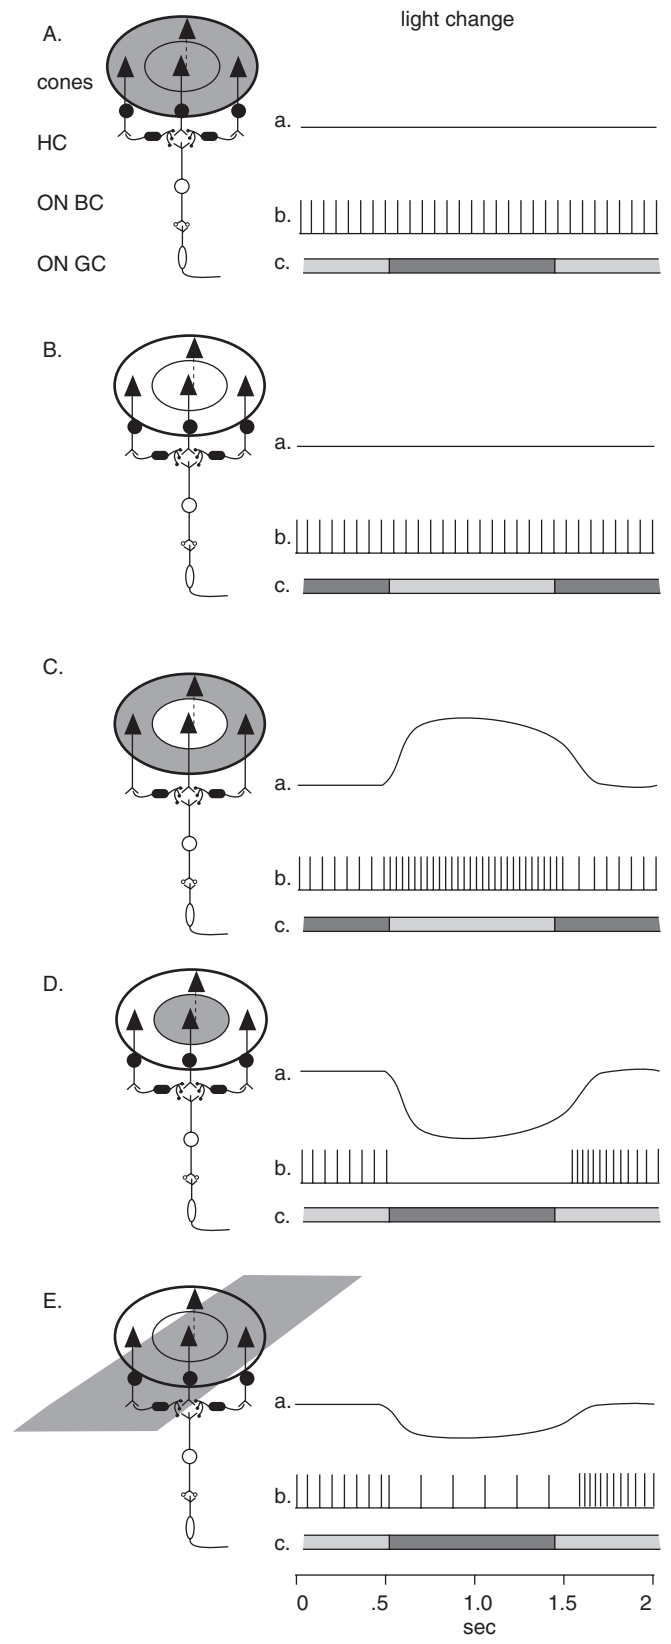 light change
A.
cones
HC
ON BC
ON GC
a.
b.
c.
B.
a.
b.
c.
C.
a.
b.
c.
D.
a.
b.
c.
E.
a.
b.
c.
0 .5 1.0 1.5 2
sec